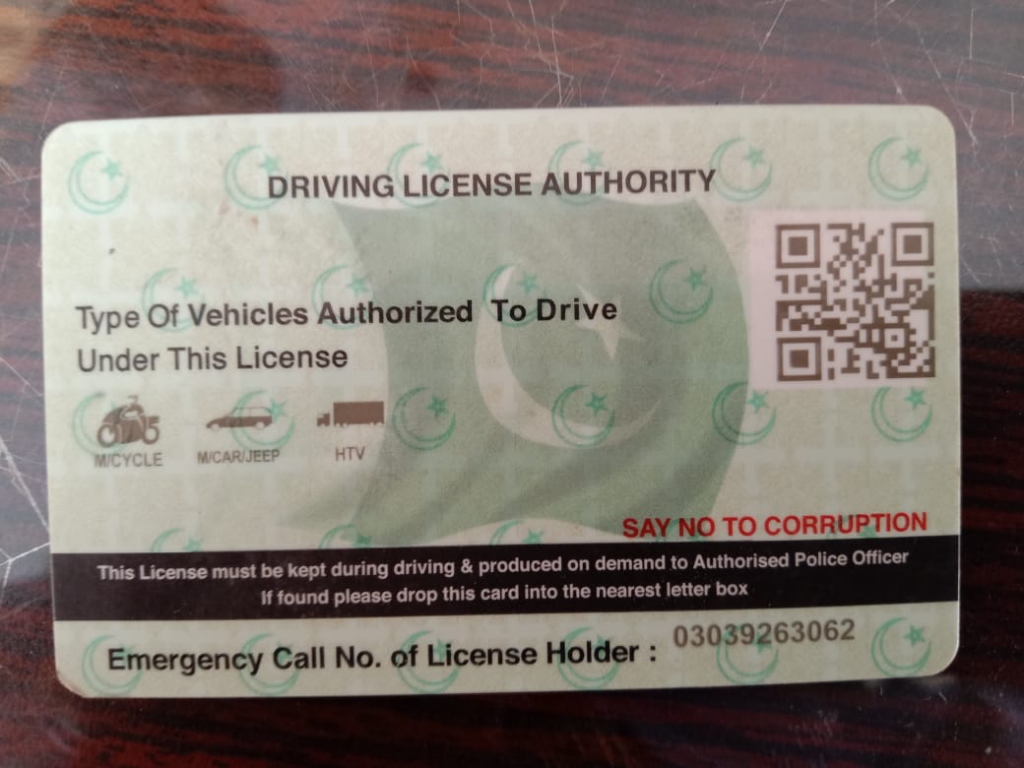 DRIVING LICENSE AUTHORITY
Type Of Vehicles Authorized To Drive
Under This License
M/CYCLE M/CAR/JEEP HTV
SAY NO TO CORRUPTION
This License must be kept during driving & produced on demand to Authorised Police Officer
If found please drop this card into the nearest letter box
Emergency Call No. of License Holder : 03039263062